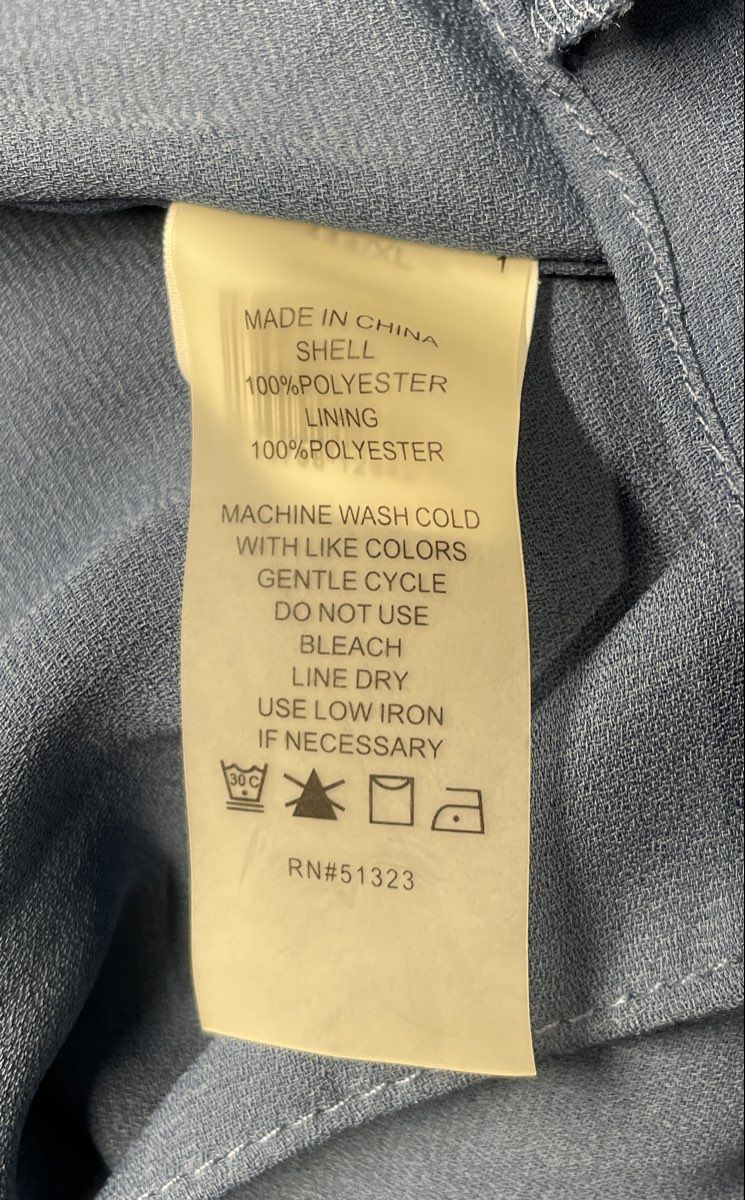 1
MADE IN CHINA
SHELL
100%POLYESTER
LINING
100%POLYESTER
MACHINE WASH COLD
WITH LIKE COLORS
GENTLE CYCLE
DO NOT USE
BLEACH
LINE DRY
USE LOW IRON
IF NECESSARY
30 C
RN#51323